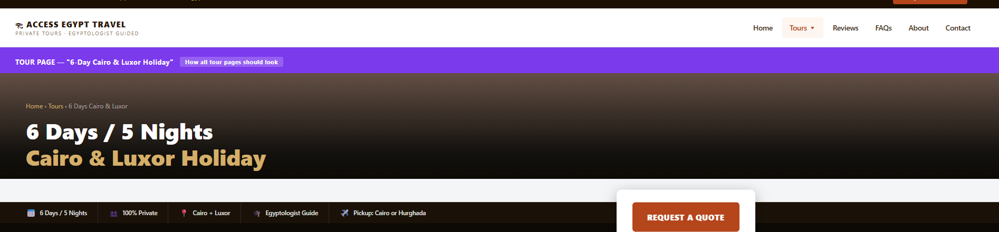 ACCESS EGYPT TRAVEL
PRIVATE TOURS · EGYPTOLOGIST GUIDED
Home Tours ▾ Reviews FAQs About Contact
TOUR PAGE — "6-Day Cairo & Luxor Holiday" How all tour pages should look
Home › Tours › 6 Days Cairo & Luxor
6 Days / 5 Nights
Cairo & Luxor Holiday
6 Days / 5 Nights 100% Private Cairo + Luxor Egyptologist Guide Pickup: Cairo or Hurghada
REQUEST A QUOTE